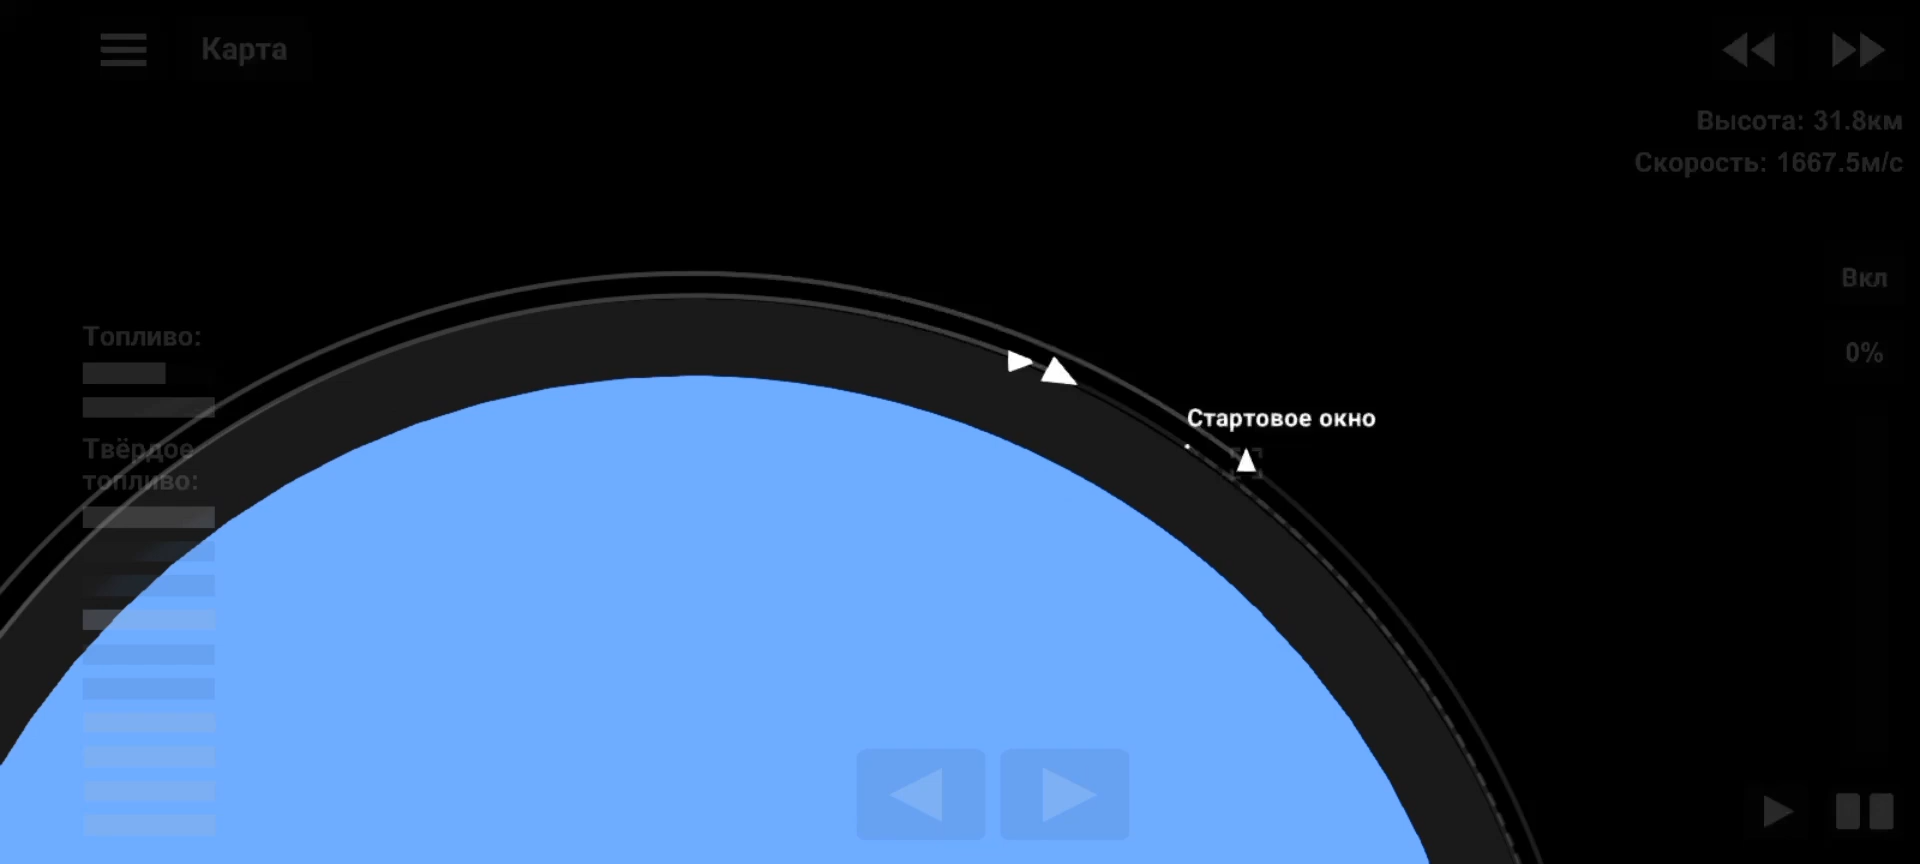 Карта
Высота: 31.8км
Скорость: 1667.5м/с
Вкл
Топливо:
0%
Стартовое окно
Твёрдое
топливо: